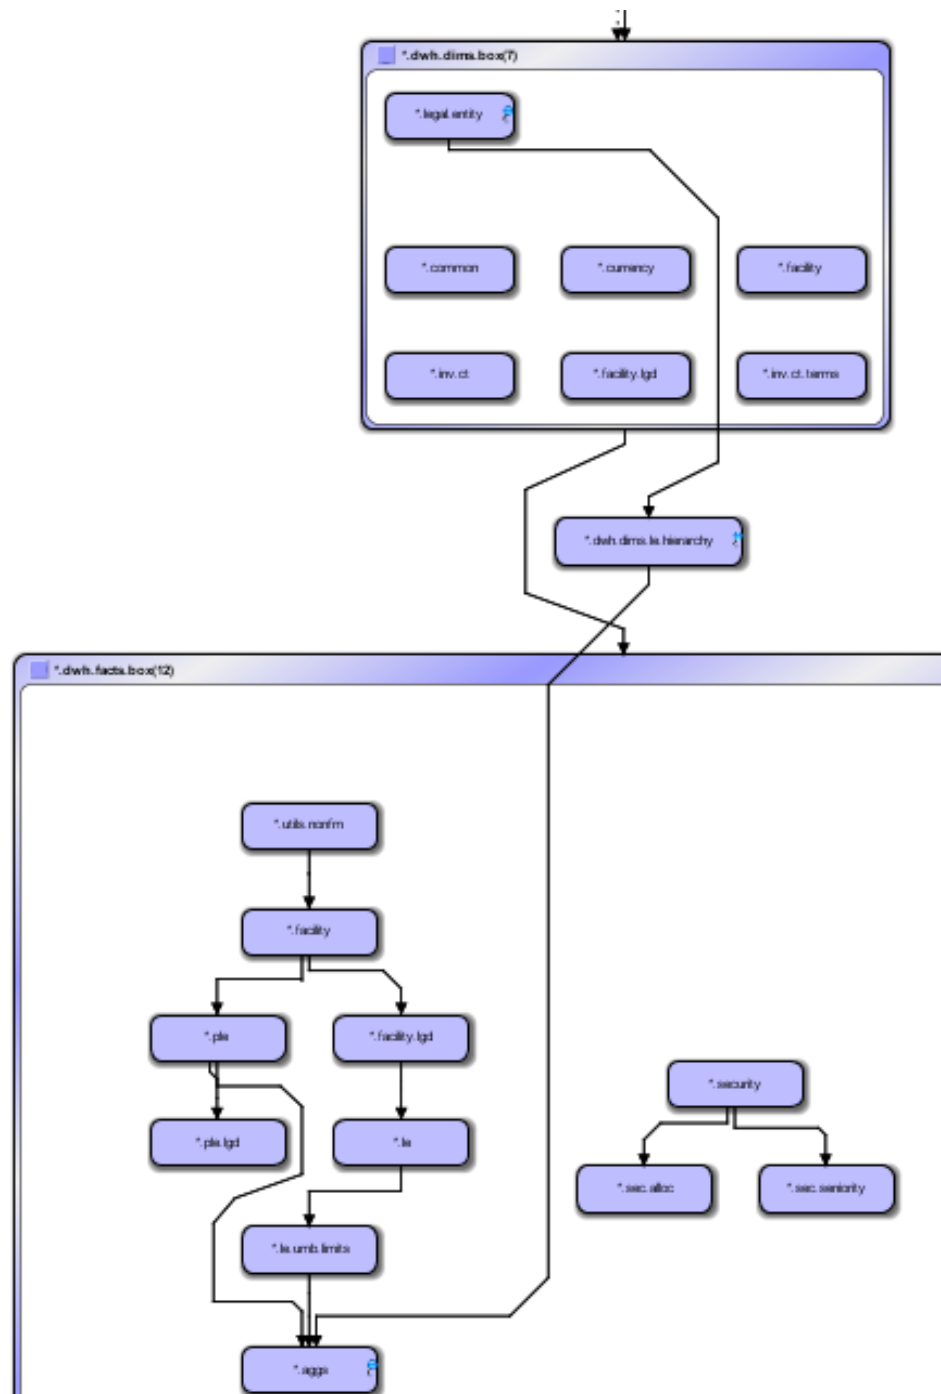 *.dwh.dims.box(7)
*.legal.entity
*.common
*.currency
*.facility
*.inv.ct
*.facility.lgd
*.inv.ct.terms
*.dwh.dims.le.hierarchy
*.dwh.facts.box(12)
*.utils.nonfm
*.facility
*.ple
*.facility.lgd
*.security
*.ple.lgd
*.le
*.sec.alloc
*.sec.seniority
*.le.umb.limits
*.aggs